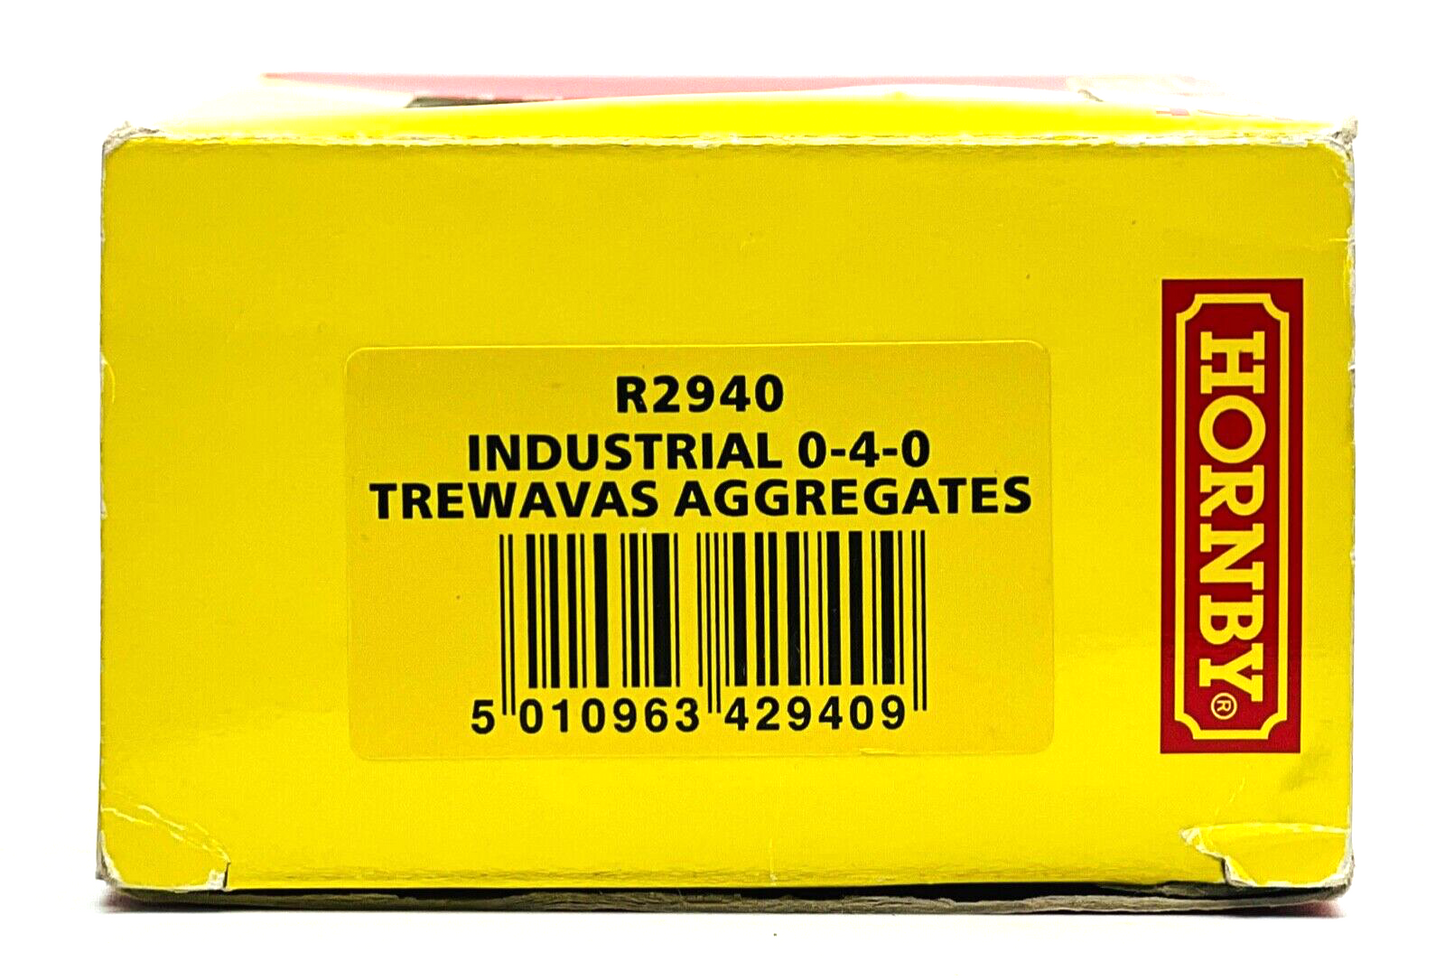 R2940
INDUSTRIAL 0-4-0
TREWAVAS AGGREGATES
5 010963 429409
HORNBY®